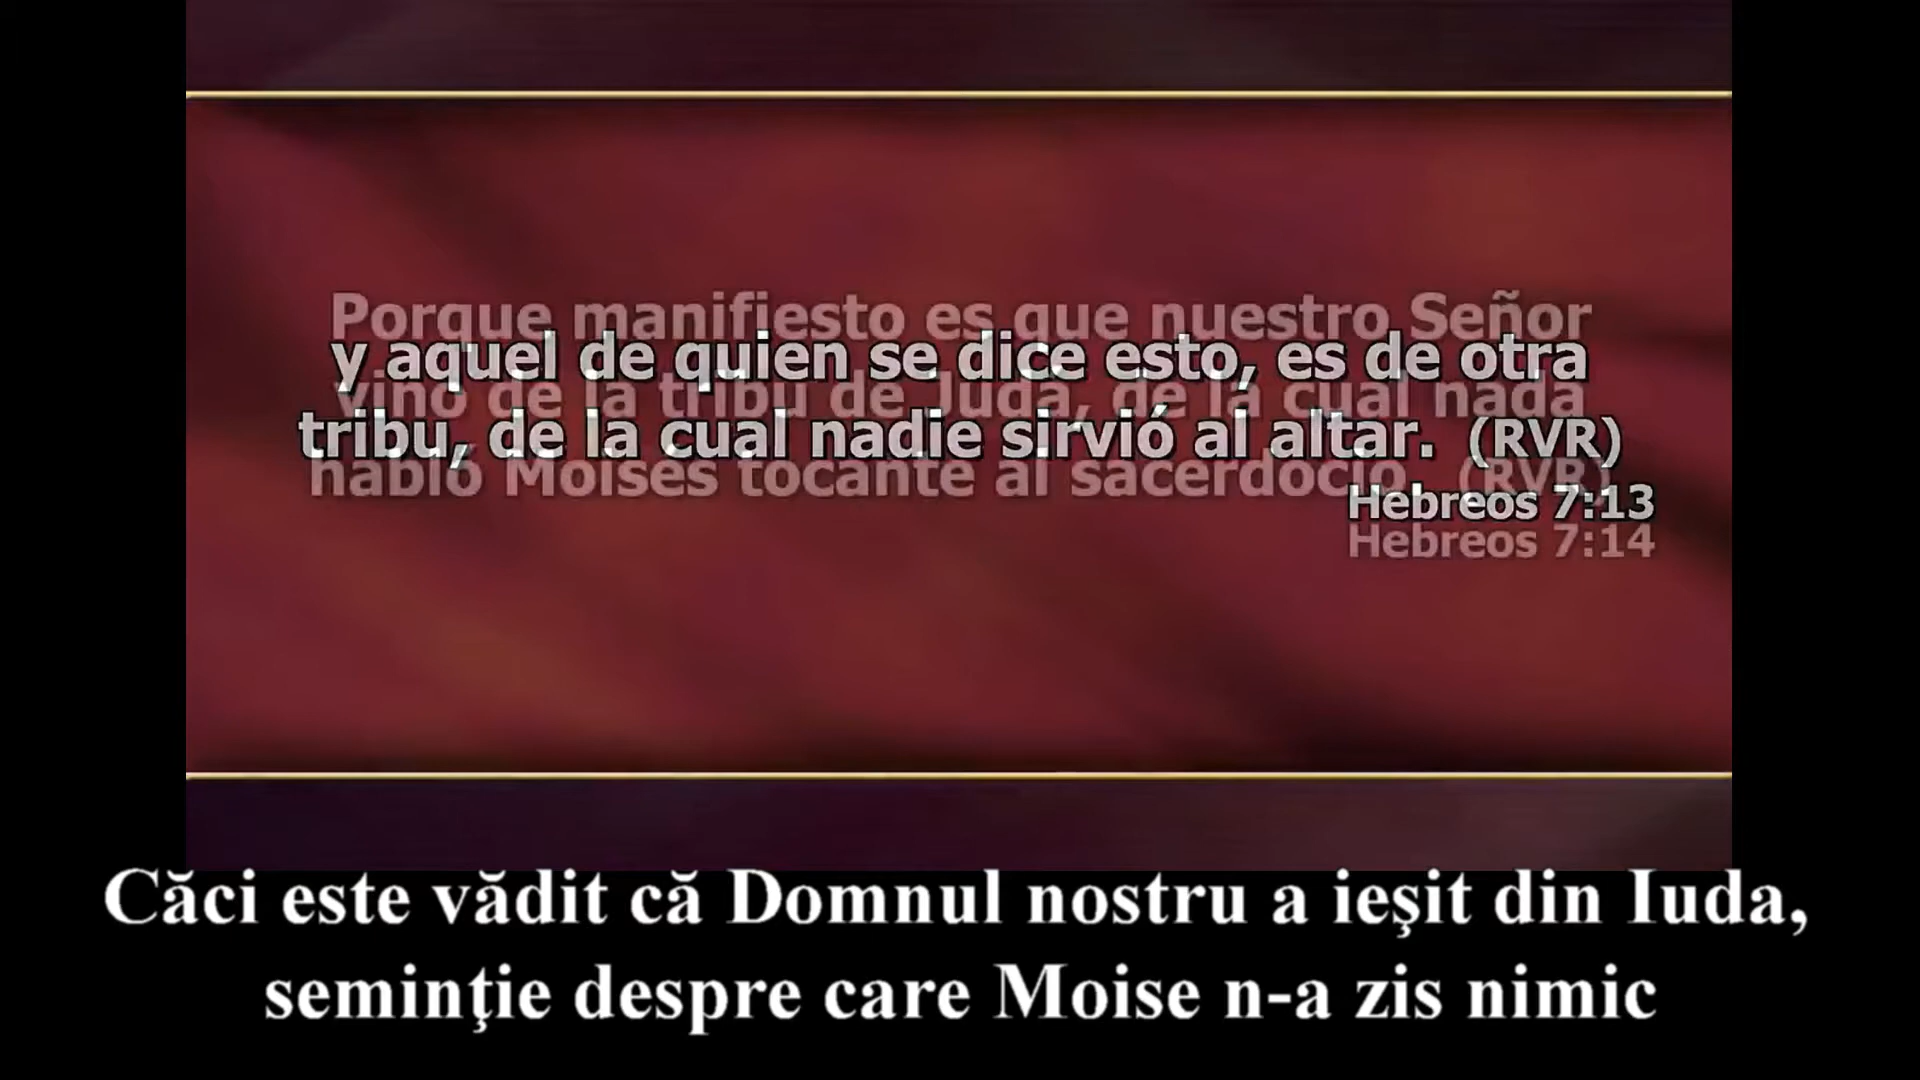 Porque manifiesto es que nuestro Señor
y aquel de quien se dice esto, es de otra
vino de la tribu de Judá, de la cual nada
tribu, de la cual nadie sirvió al altar. (RVR)
habló Moisés tocante al sacerdocio. (RVR)
Hebreos 7:13
Hebreos 7:14
Căci este vădit că Domnul nostru a ieşit din Iuda,
seminţie despre care Moise n-a zis nimic